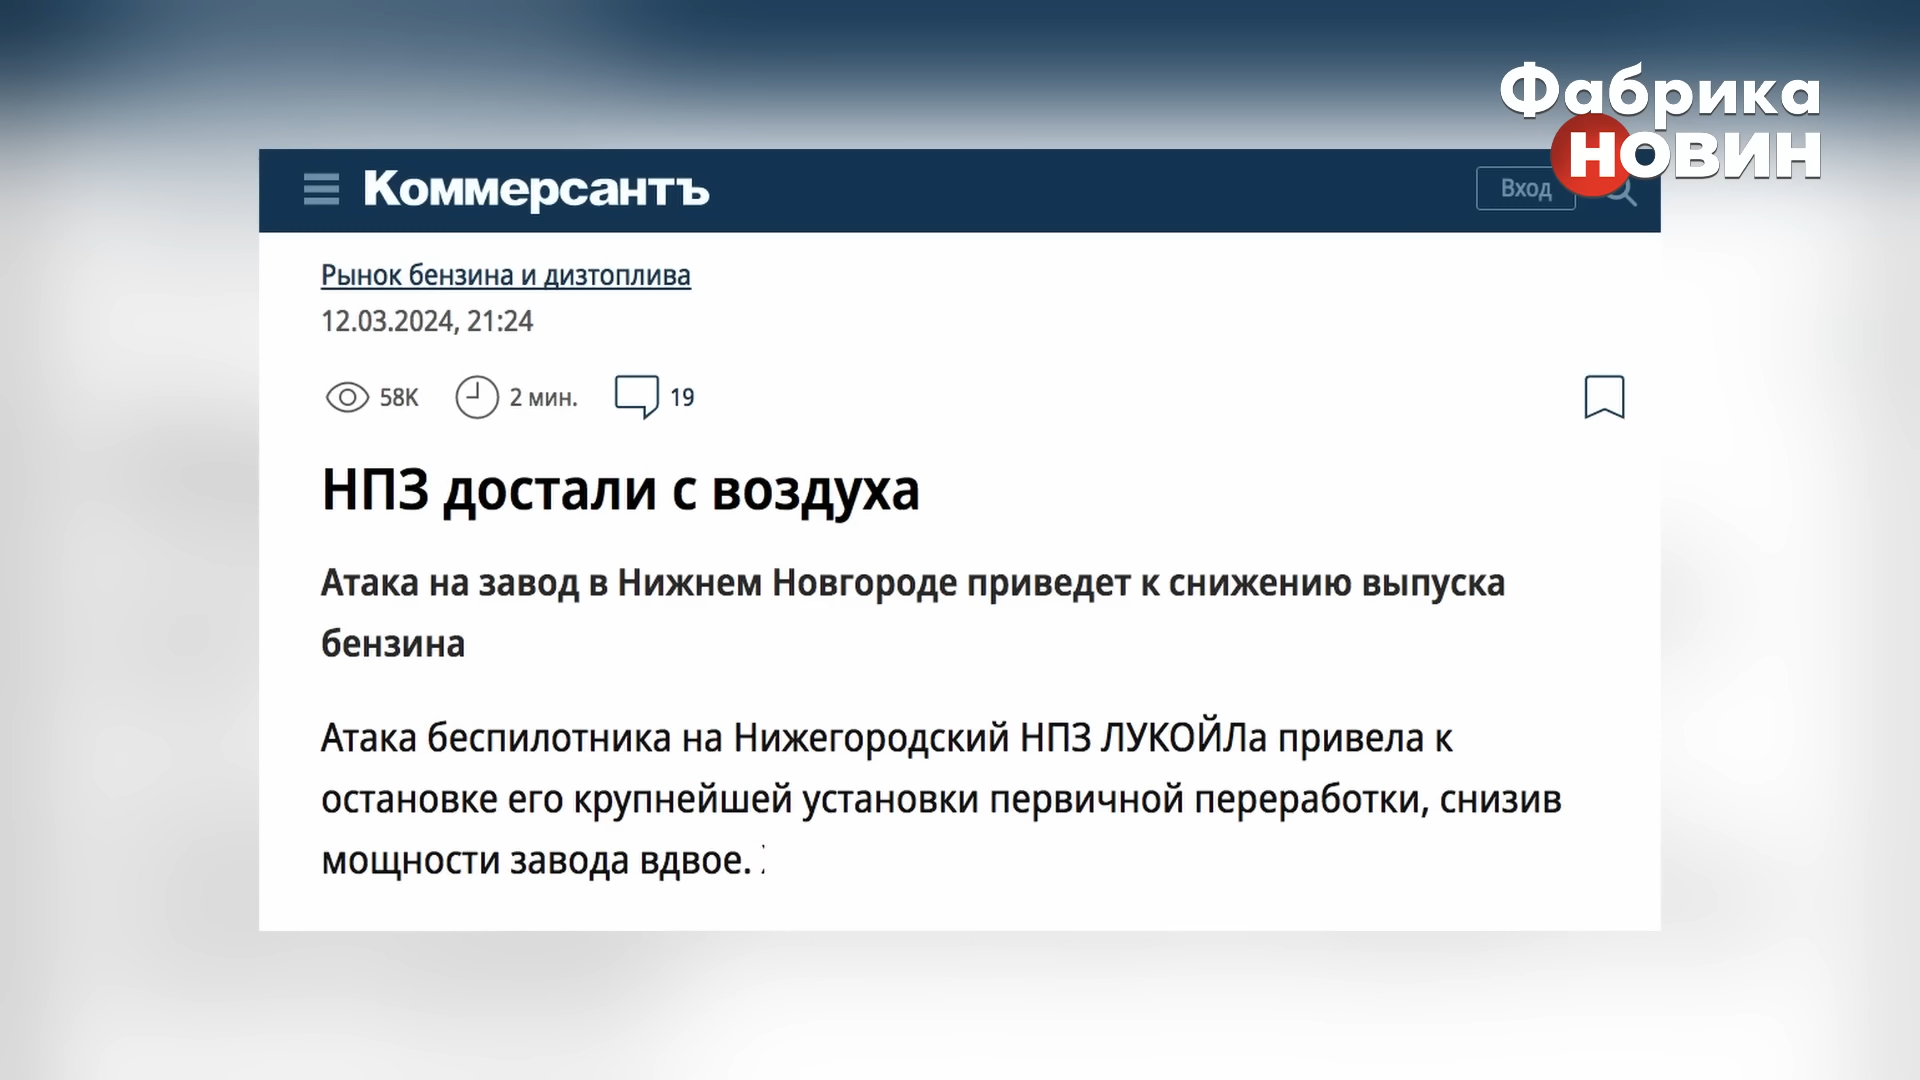 Фабрика
новин
Коммерсантъ
Вход
Рынок бензина и дизтоплива
12.03.2024, 21:24
58K
2 мин.
19
НПЗ достали с воздуха
Атака на завод в Нижнем Новгороде приведет к снижению выпуска
бензина
Атака беспилотника на Нижегородский НПЗ ЛУКОЙЛа привела к
остановке его крупнейшей установки первичной переработки, снизив
мощности завода вдвое.